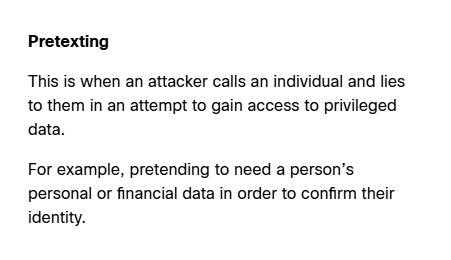 Pretexting
This is when an attacker calls an individual and lies
to them in an attempt to gain access to privileged
data.
For example, pretending to need a person’s
personal or financial data in order to confirm their
identity.